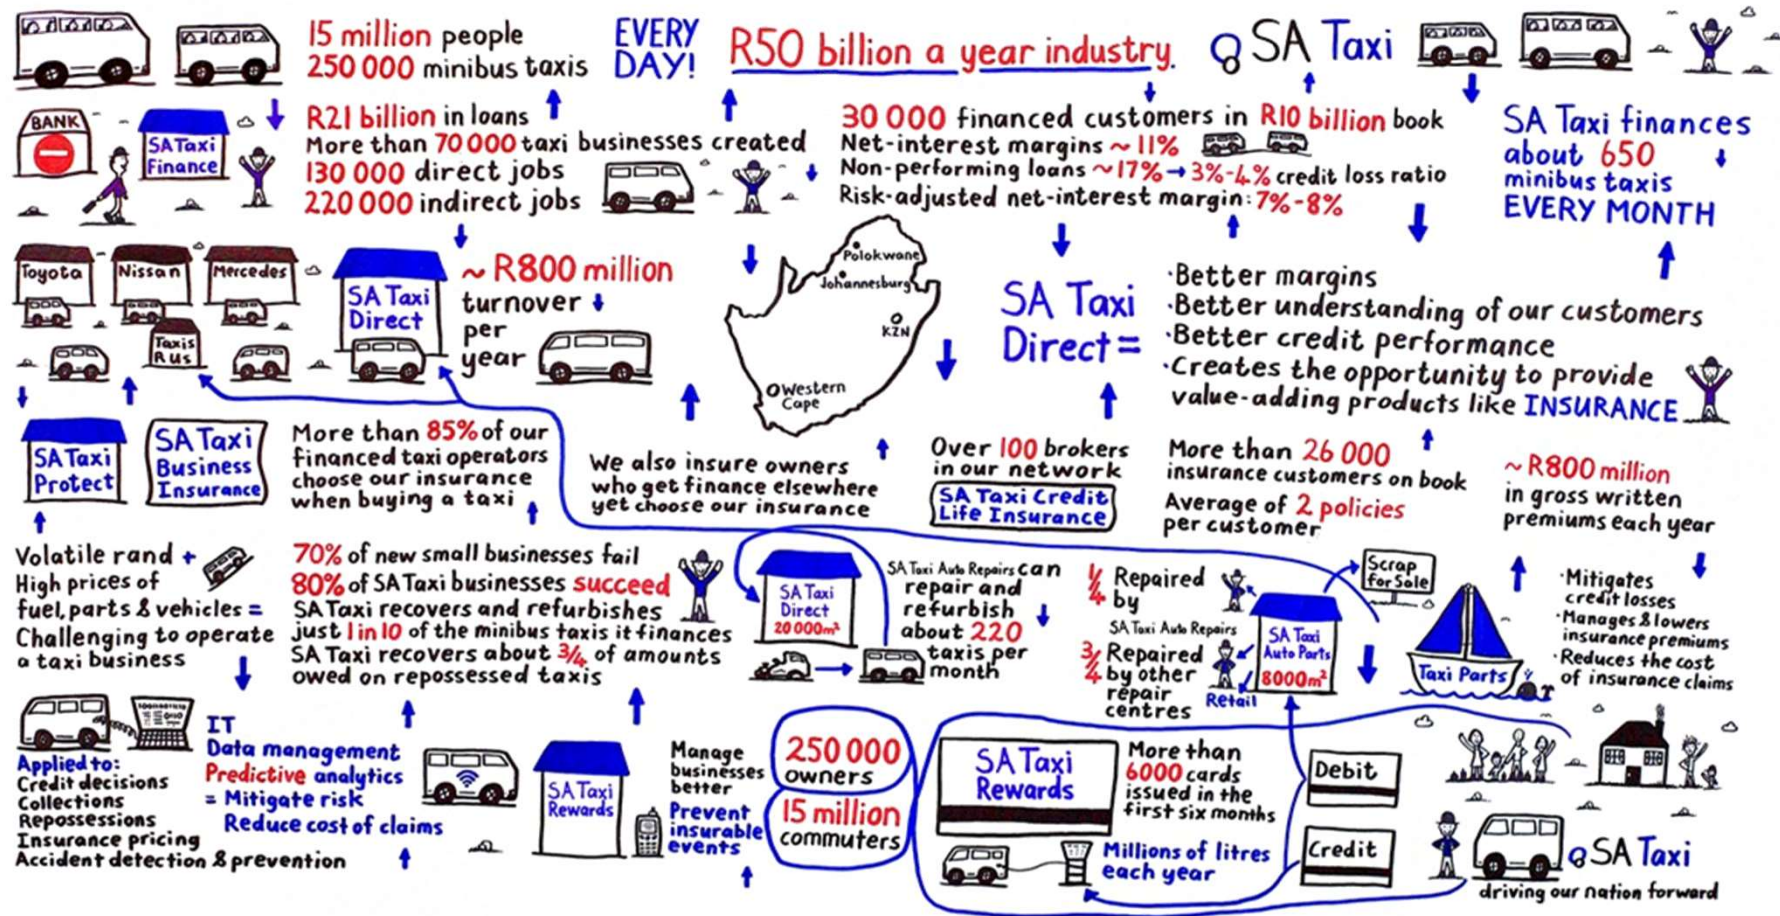 15 million people
250 000 minibus taxis
EVERY
DAY!
R50 billion a year industry.
SA Taxi
BANK
SA Taxi
Finance
R21 billion in loans
More than 70 000 taxi businesses created
130 000 direct jobs
220 000 indirect jobs
30 000 financed customers in R10 billion book
Net-interest margins ~ 11%
Non-performing loans ~17% → 3%-4% credit loss ratio
Risk-adjusted net-interest margin: 7%-8%
SA Taxi finances
about 650
minibus taxis
EVERY MONTH
Toyota
Nissan
Mercedes
Taxis
R us
SA Taxi
Direct
~ R800 million
turnover
per
year
Polokwane
Johannesburg
KZN
Western
Cape
SA Taxi
Direct =
·Better margins
·Better understanding of our customers
·Better credit performance
·Creates the opportunity to provide
value-adding products like INSURANCE
SA Taxi
Protect
SA Taxi
Business
Insurance
More than 85% of our
financed taxi operators
choose our insurance
when buying a taxi
We also insure owners
who get finance elsewhere
yet choose our insurance
Over 100 brokers
in our network
SA Taxi Credit
Life Insurance
More than 26 000
insurance customers on book
Average of 2 policies
per customer
~ R800 million
in gross written
premiums each year
Volatile rand +
High prices of
fuel, parts & vehicles =
Challenging to operate
a taxi business
70% of new small businesses fail
80% of SA Taxi businesses succeed
SA Taxi recovers and refurbishes
just 1 in 10 of the minibus taxis it finances
SA Taxi recovers about 3/4 of amounts
owed on repossessed taxis
SA Taxi
Direct
20 000m²
SA Taxi Auto Repairs can
repair and
refurbish
about 220
taxis per
month
1/4 Repaired
by
SA Taxi Auto Repairs
3/4 Repaired
by other
repair
centres
Retail
SA Taxi
Auto Parts
8000m²
Scrap
for Sale
Taxi Parts
·Mitigates
credit losses
·Manages & lowers
insurance premiums
·Reduces the cost
of insurance claims
Applied to:
Credit decisions
Collections
Repossessions
Insurance pricing
Accident detection & prevention
IT
Data management
Predictive analytics
= Mitigate risk
Reduce cost of claims
SA Taxi
Rewards
Manage
businesses
better
Prevent
insurable
events
250 000
owners
15 million
commuters
SA Taxi
Rewards
More than
6000 cards
issued in the
first six months
Millions of litres
each year
Debit
Credit
SA Taxi
driving our nation forward